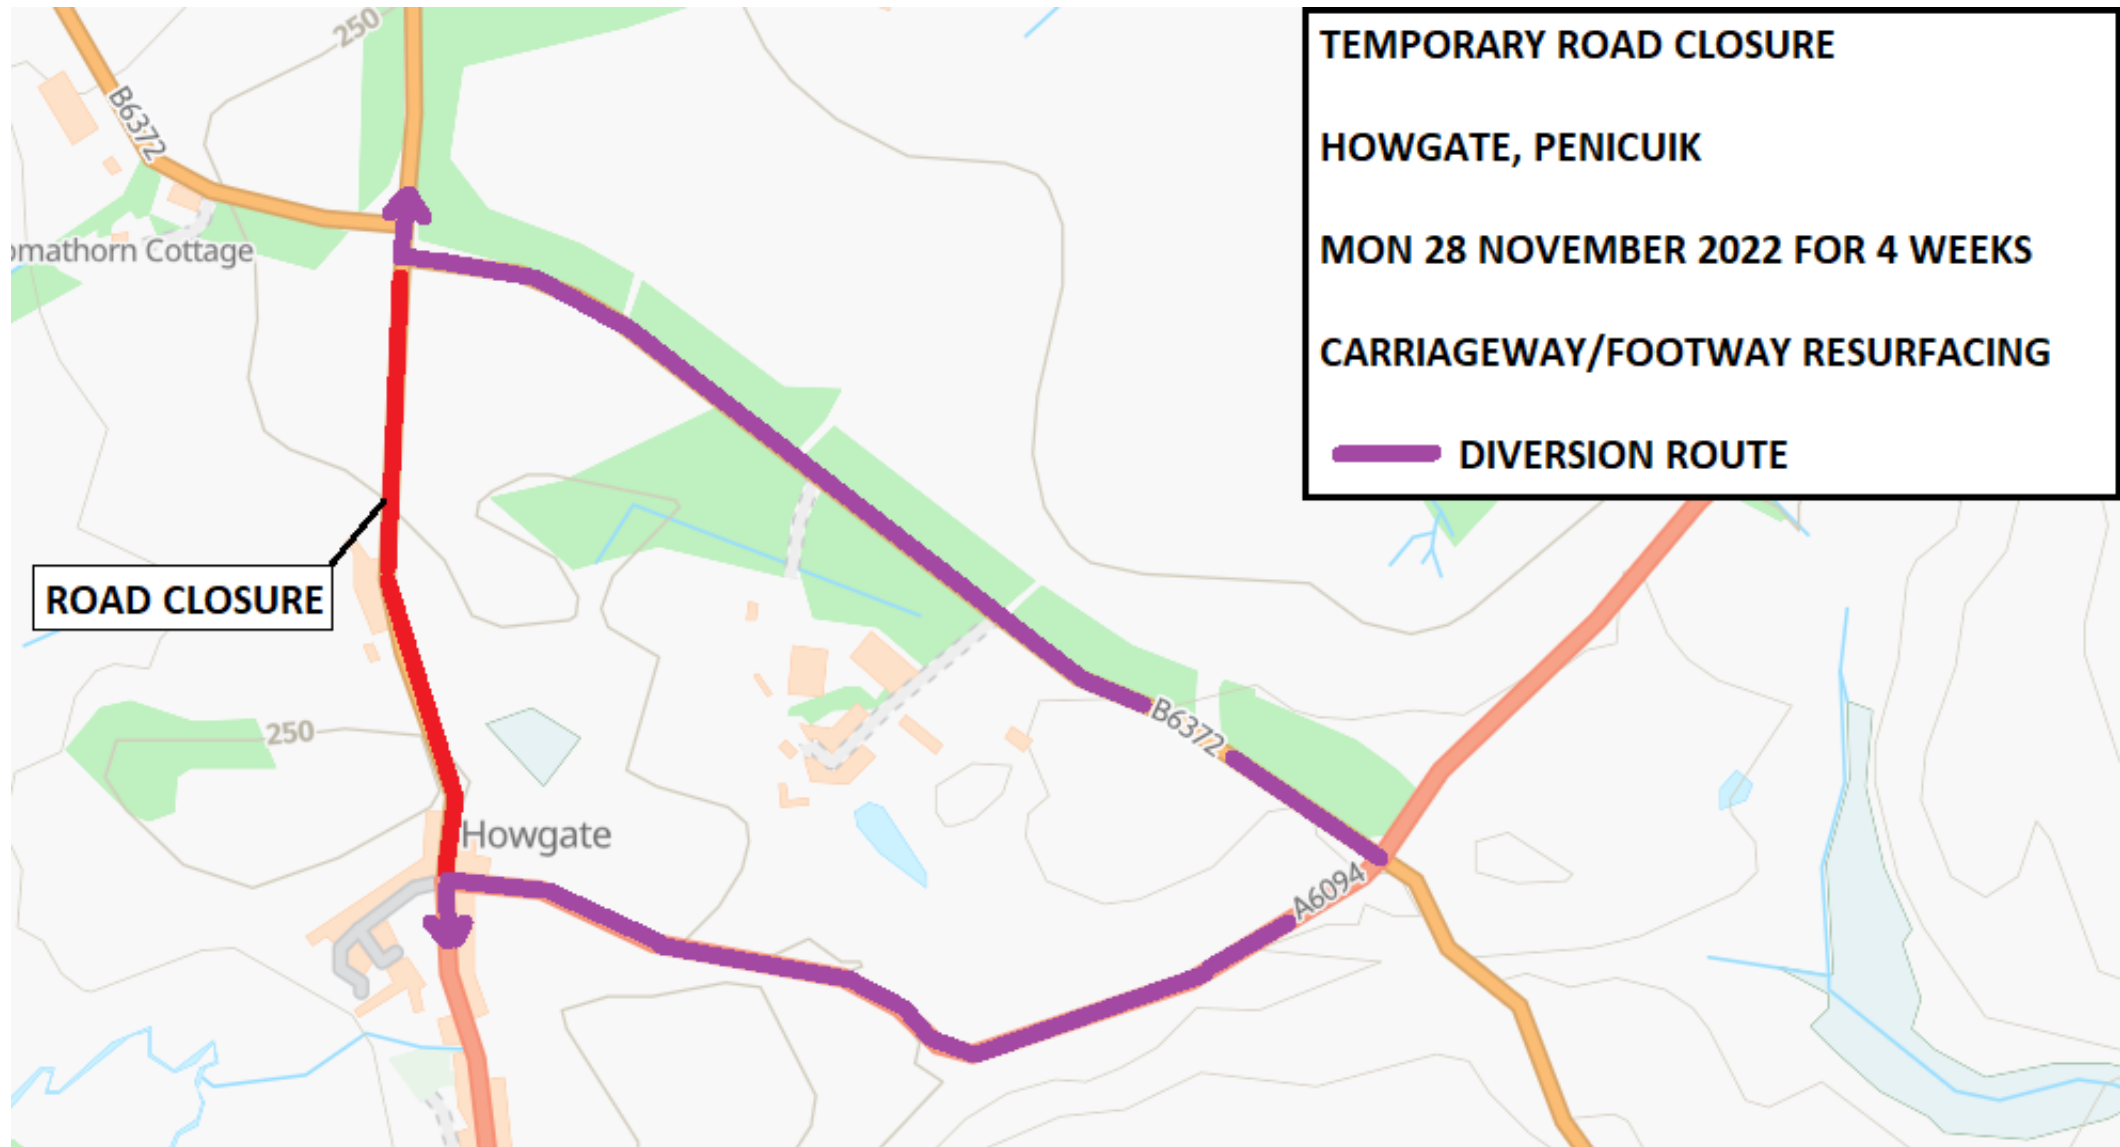 250
TEMPORARY ROAD CLOSURE
HOWGATE, PENICUIK
MON 28 NOVEMBER 2022 FOR 4 WEEKS
CARRIAGEWAY/FOOTWAY RESURFACING
DIVERSION ROUTE
B6372
omathorn Cottage
ROAD CLOSURE
250
B6372
Howgate
A6094